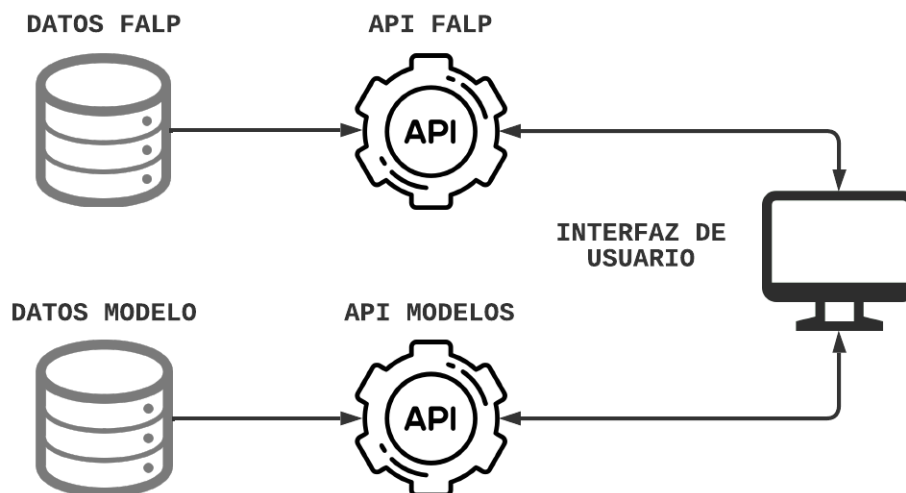 DATOS FALP
API FALP
API
INTERFAZ DE
USUARIO
DATOS MODELO
API MODELOS
API